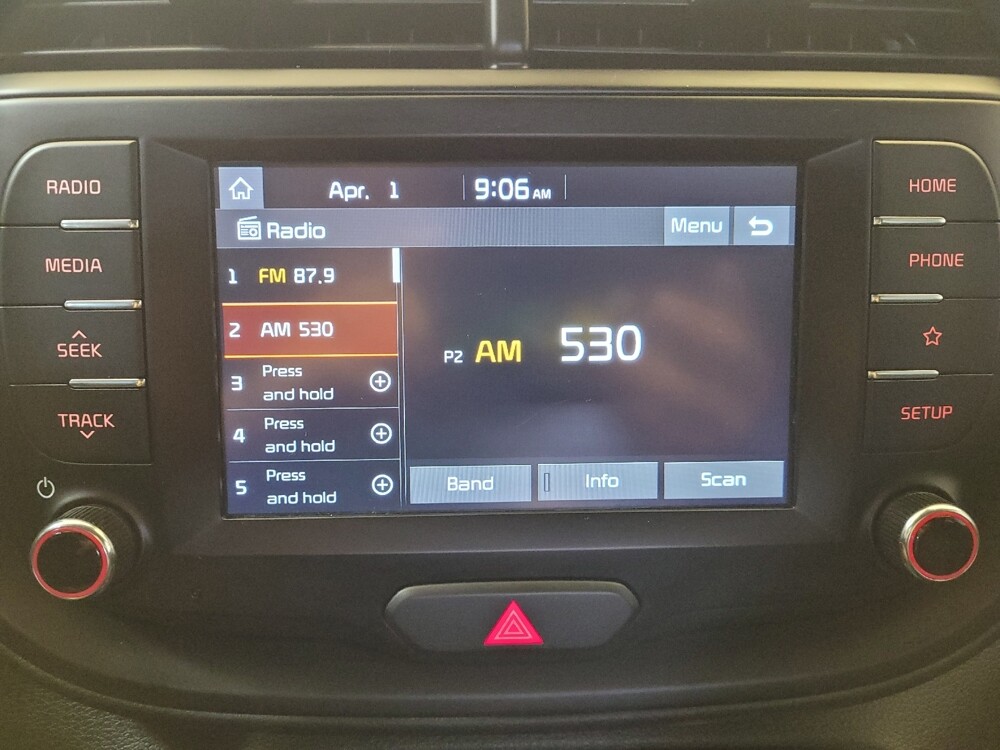 RADIO
MEDIA
SEEK
TRACK
Apr. 1 9:06 AM
Radio Menu
1 FM 87.9
2 AM 530
3 Press and hold
4 Press and hold
5 Press and hold
P2 AM 530
Band Info Scan
HOME
PHONE
SETUP